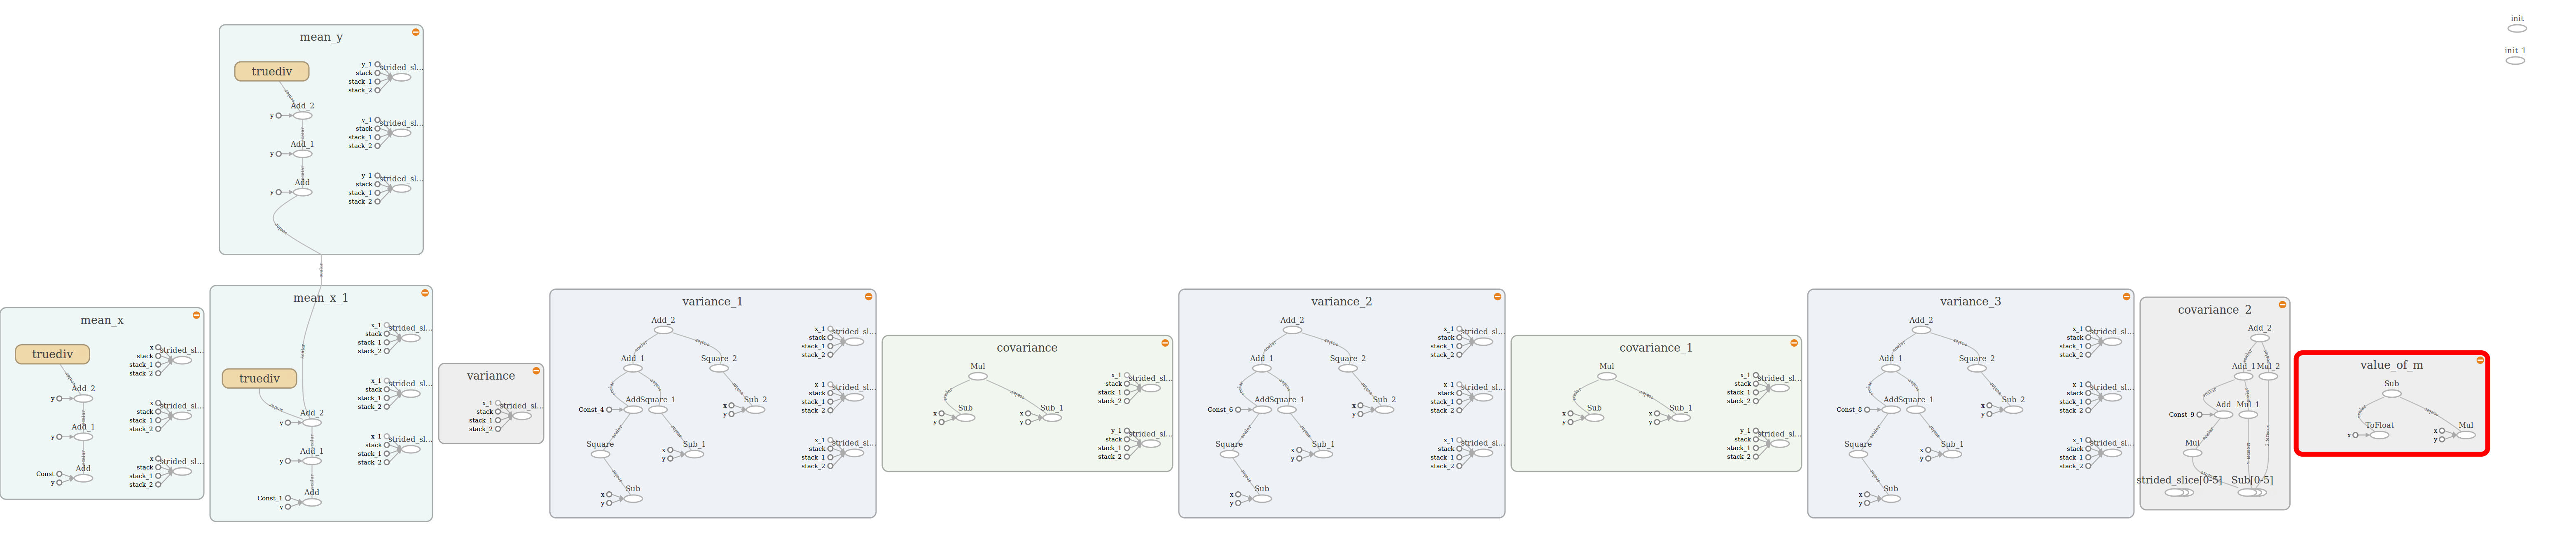 init
init_1
mean_y
truediv
Add_2
y
Add_1
y
Add
y
y_1
stack
stack_1
stack_2
strided_sl...
y_1
stack
stack_1
stack_2
strided_sl...
y_1
stack
stack_1
stack_2
strided_sl...
mean_x
truediv
Add_2
y
Add_1
y
Add
Const
y
x
stack
stack_1
stack_2
strided_sl...
x
stack
stack_1
stack_2
strided_sl...
x
stack
stack_1
stack_2
strided_sl...
mean_x_1
truediv
Add_2
y
Add_1
y
Add
Const_1
y
x_1
stack
stack_1
stack_2
strided_sl...
x_1
stack
stack_1
stack_2
strided_sl...
x_1
stack
stack_1
stack_2
strided_sl...
variance
x_1
stack
stack_1
stack_2
strided_sl...
variance_1
Add_2
Add_1
Square_2
Const_4
Add
Square_1
x
y
Sub_2
Square
x
y
Sub_1
Sub
x
y
x_1
stack
stack_1
stack_2
strided_sl...
x_1
stack
stack_1
stack_2
strided_sl...
x_1
stack
stack_1
stack_2
strided_sl...
covariance
Mul
x
y
Sub
x
y
Sub_1
x_1
stack
stack_1
stack_2
strided_sl...
y_1
stack
stack_1
stack_2
strided_sl...
variance_2
Add_2
Add_1
Square_2
Const_6
Add
Square_1
x
y
Sub_2
Square
x
y
Sub_1
Sub
x
y
x_1
stack
stack_1
stack_2
strided_sl...
x_1
stack
stack_1
stack_2
strided_sl...
x_1
stack
stack_1
stack_2
strided_sl...
covariance_1
Mul
x
y
Sub
x
y
Sub_1
x_1
stack
stack_1
stack_2
strided_sl...
y_1
stack
stack_1
stack_2
strided_sl...
variance_3
Add_2
Add_1
Square_2
Const_8
Add
Square_1
x
y
Sub_2
Square
x
y
Sub_1
Sub
x
y
x_1
stack
stack_1
stack_2
strided_sl...
x_1
stack
stack_1
stack_2
strided_sl...
x_1
stack
stack_1
stack_2
strided_sl...
covariance_2
Add_2
Add_1
Mul_2
Const_9
Add
Mul_1
Mul
strided_slice[0-5]
Sub[0-5]
value_of_m
Sub
x
ToFloat
x
y
Mul